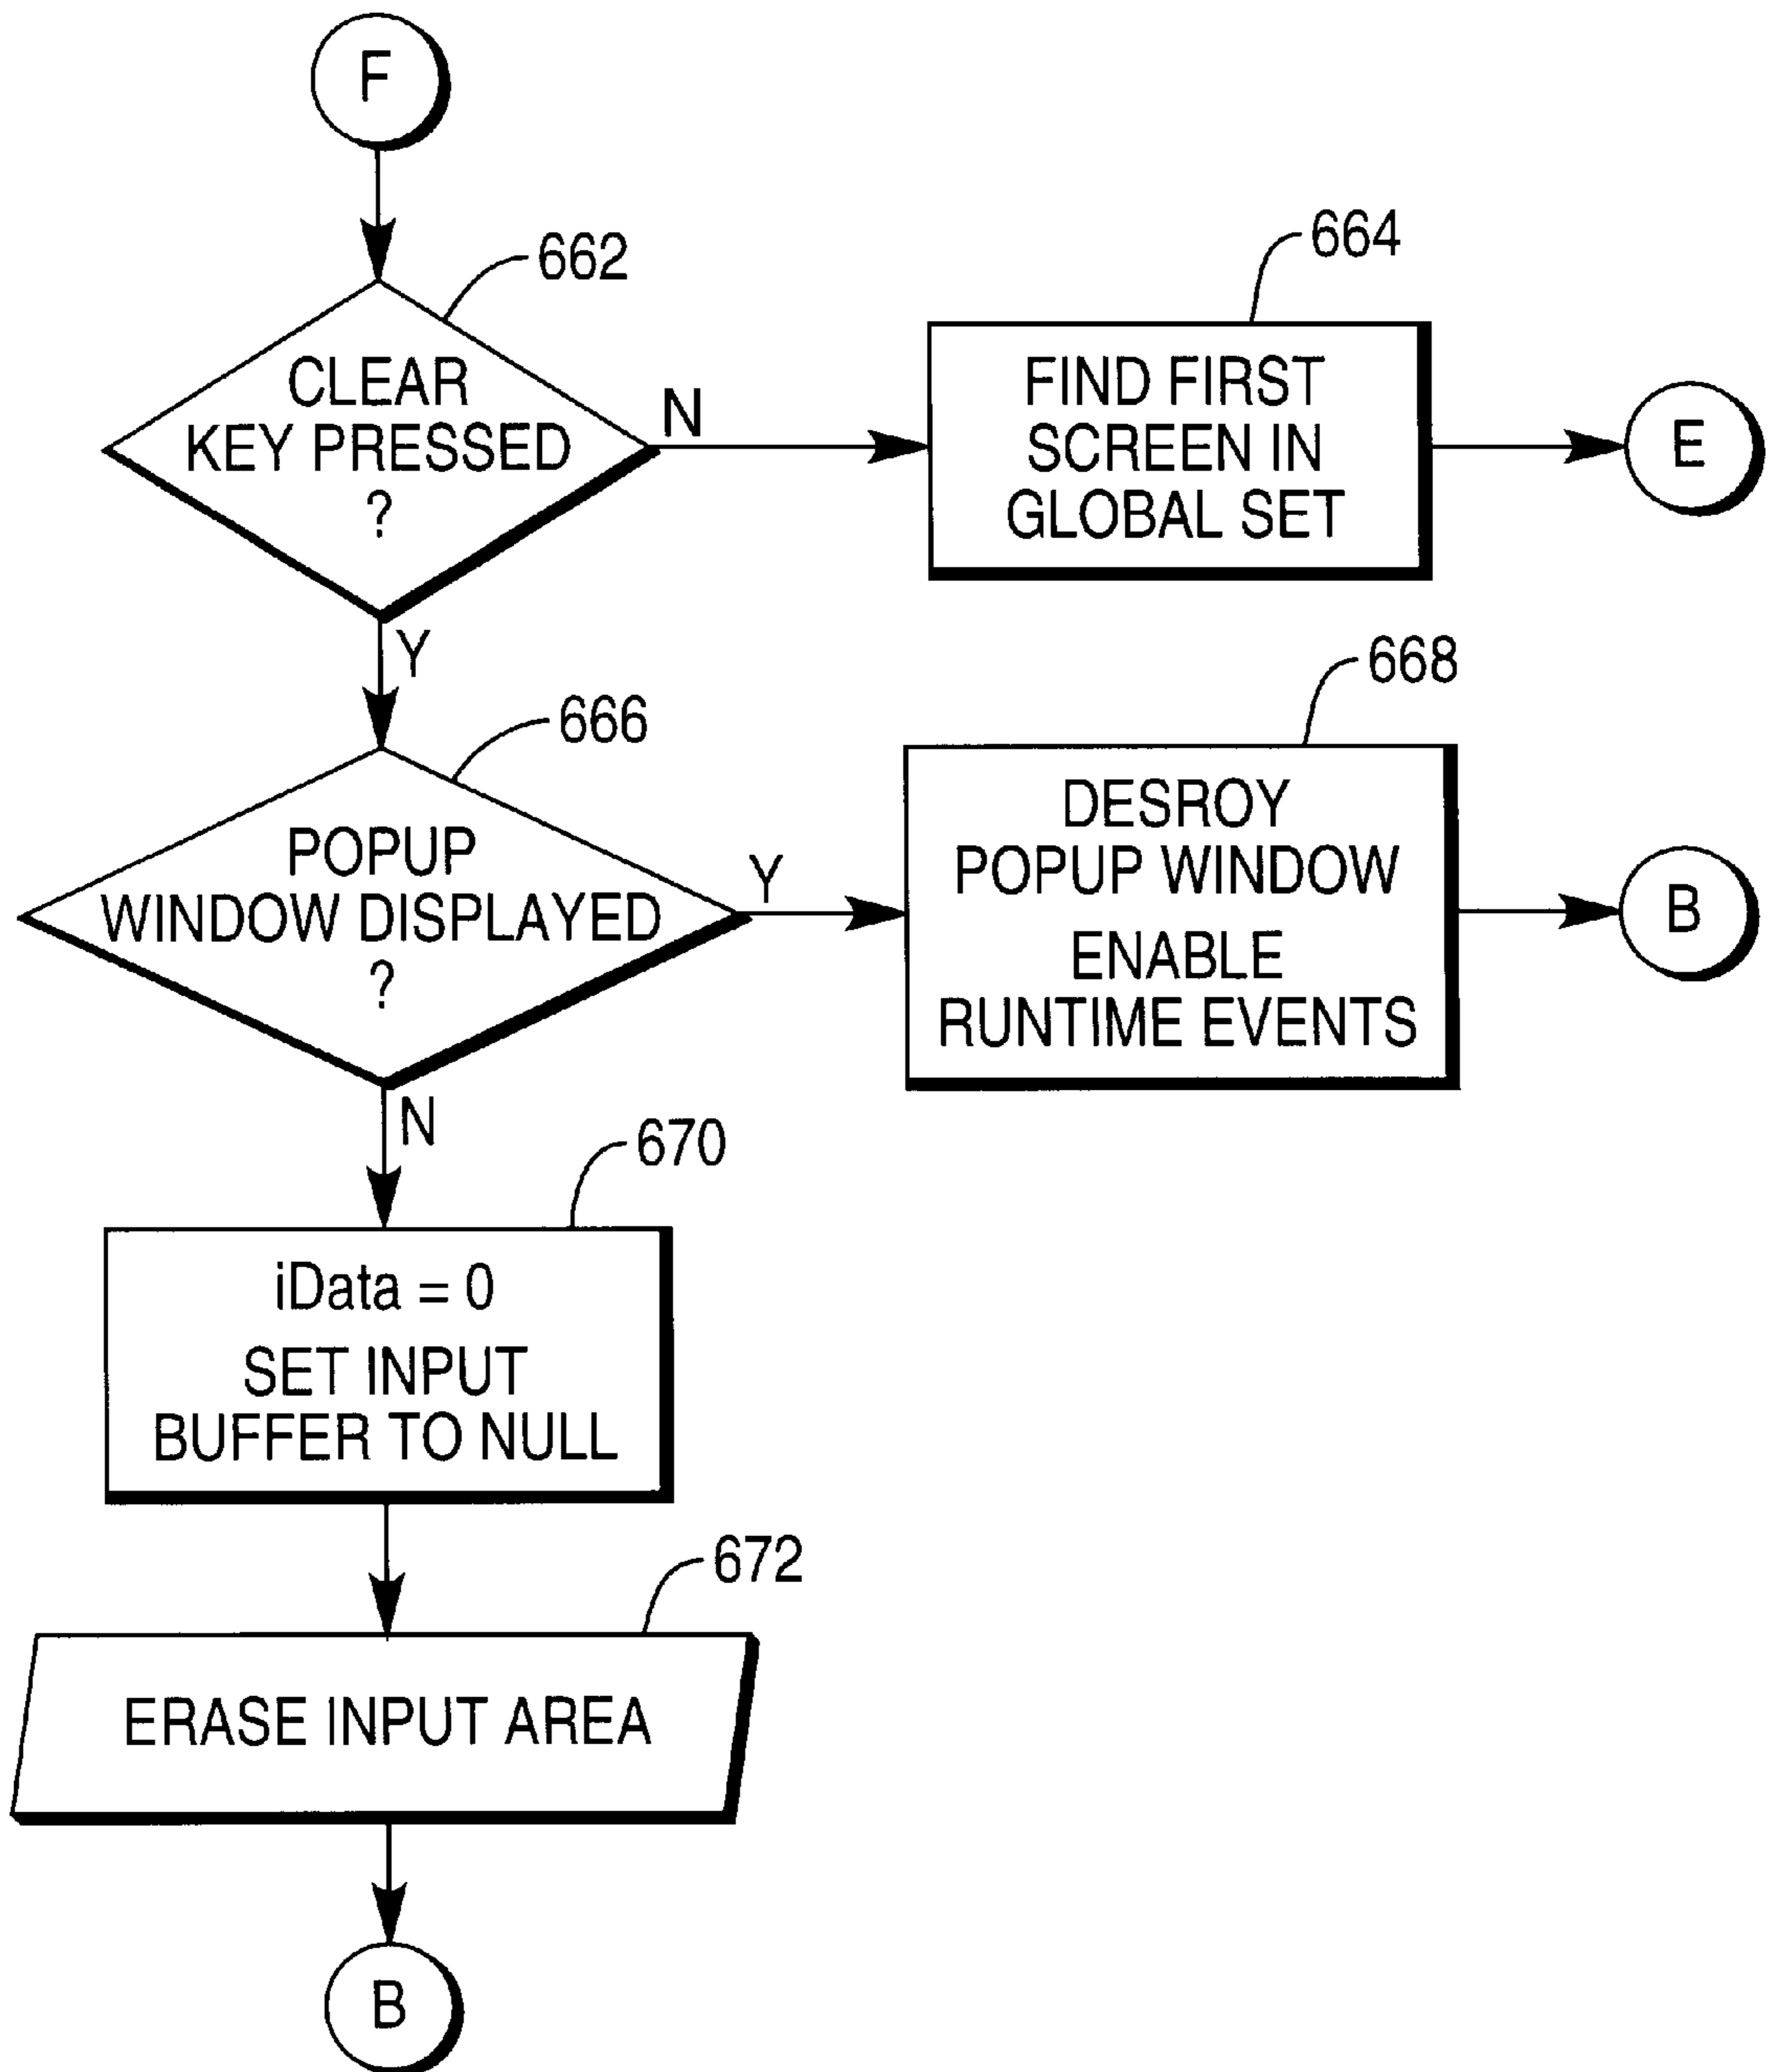 F
662
CLEAR
KEY PRESSED
?
N
664
FIND FIRST
SCREEN IN
GLOBAL SET
E
Y
666
POPUP
WINDOW DISPLAYED
?
Y
668
DESROY
POPUP WINDOW
ENABLE
RUNTIME EVENTS
B
N
670
iData = 0
SET INPUT
BUFFER TO NULL
672
ERASE INPUT AREA
B